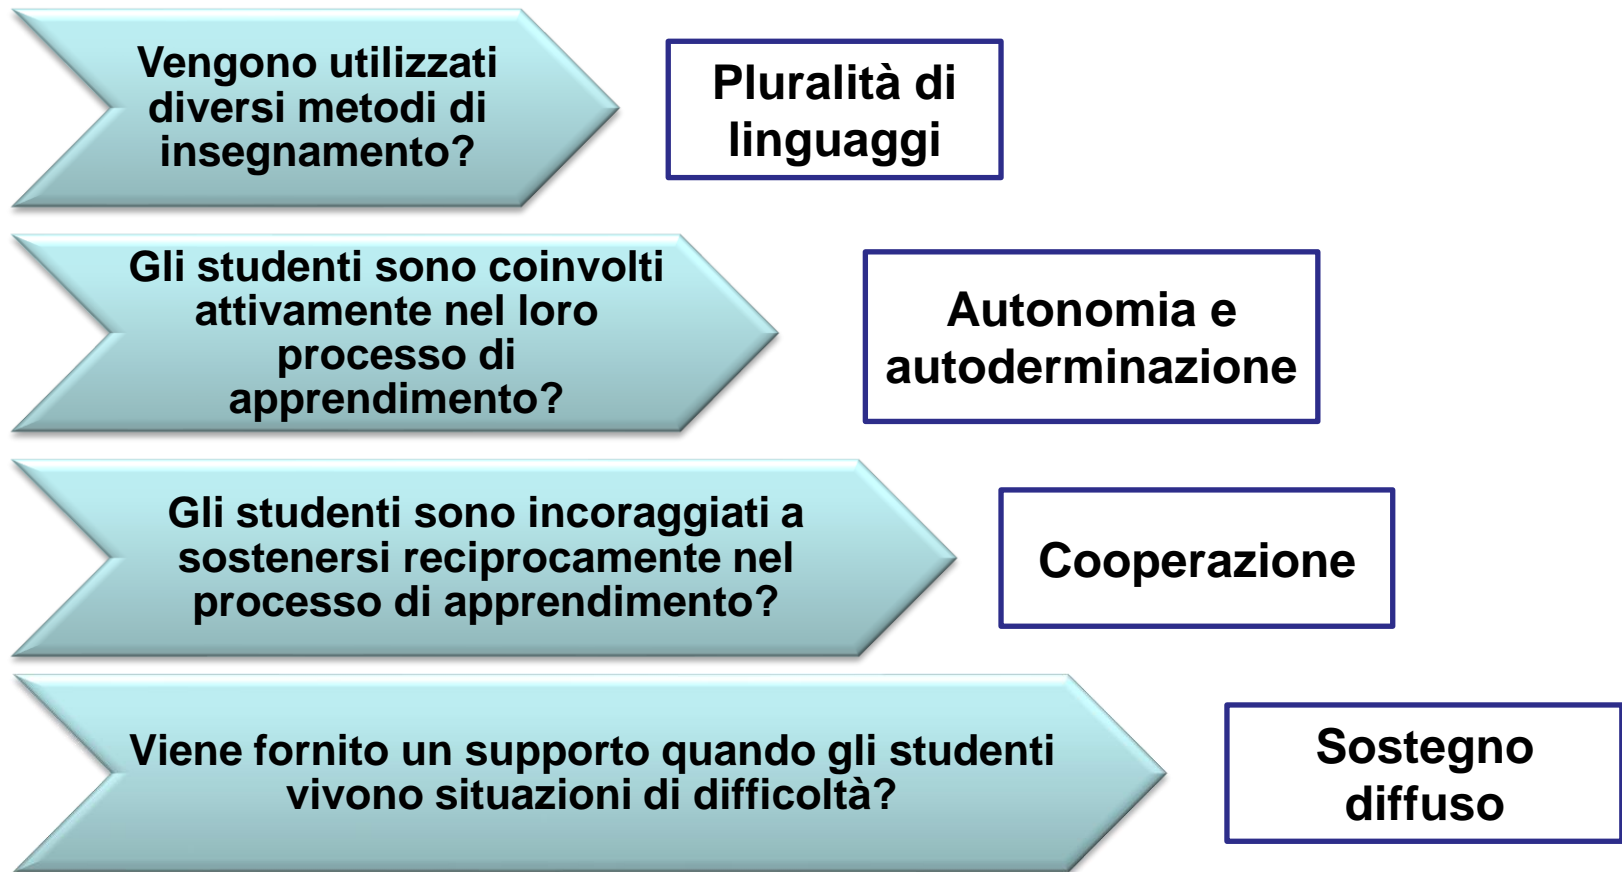 Vengono utilizzati
diversi metodi di
insegnamento?
Pluralità di
linguaggi
Gli studenti sono coinvolti
attivamente nel loro
processo di
apprendimento?
Autonomia e
autoderminazione
Gli studenti sono incoraggiati a
sostenersi reciprocamente nel
processo di apprendimento?
Cooperazione
Viene fornito un supporto quando gli studenti
vivono situazioni di difficoltà?
Sostegno
diffuso